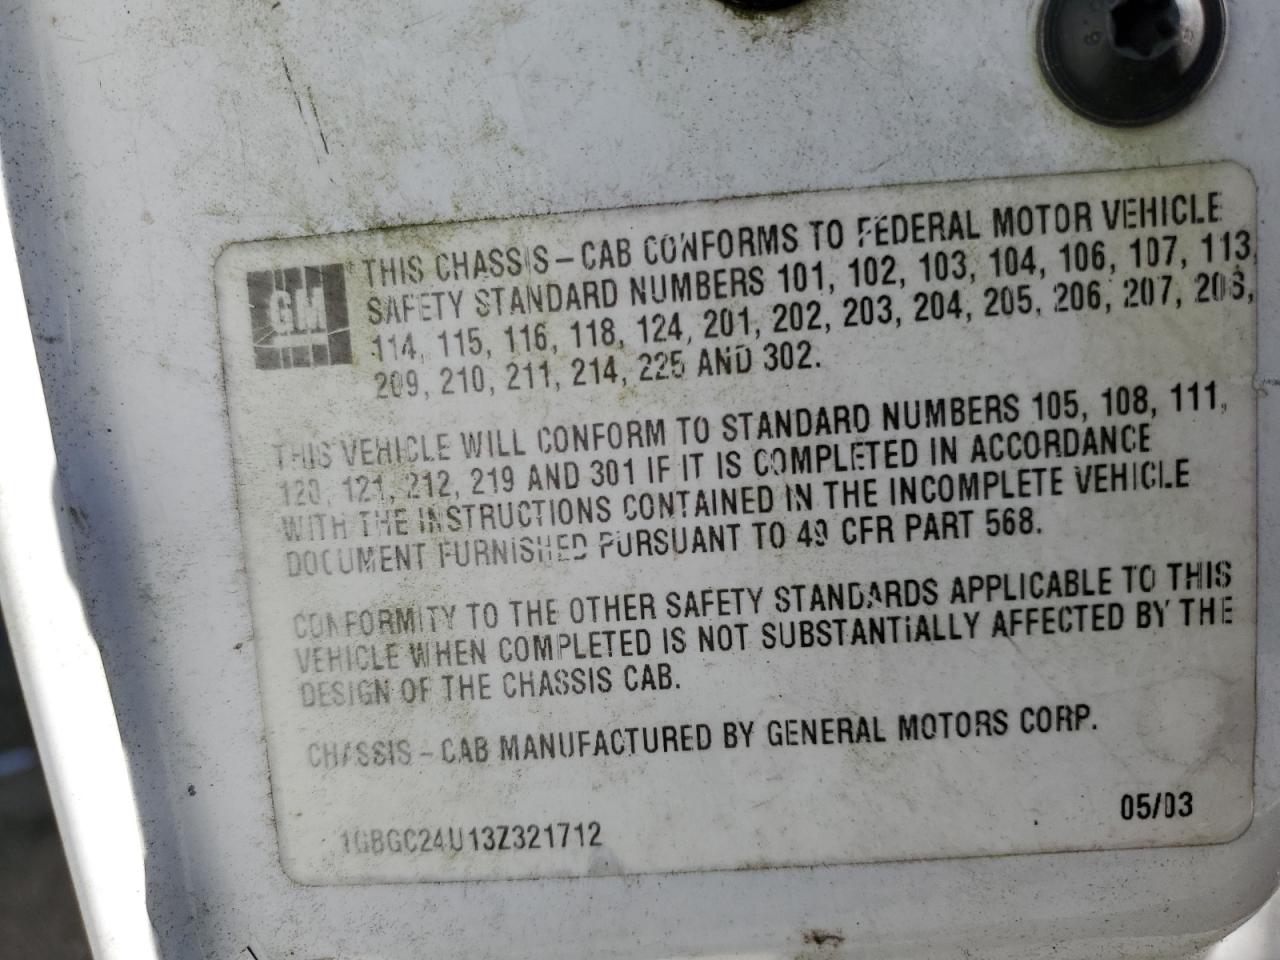 GM
THIS CHASSIS-CAB CONFORMS TO FEDERAL MOTOR VEHICLE
SAFETY STANDARD NUMBERS 101, 102, 103, 104, 106, 107, 113,
114, 115, 116, 118, 124, 201, 202, 203, 204, 205, 206, 207, 208,
209, 210, 211, 214, 225 AND 302.
THIS VEHICLE WILL CONFORM TO STANDARD NUMBERS 105, 108, 111,
120, 121, 212, 219 AND 301 IF IT IS COMPLETED IN ACCORDANCE
WITH THE INSTRUCTIONS CONTAINED IN THE INCOMPLETE VEHICLE
DOCUMENT FURNISHED PURSUANT TO 49 CFR PART 568.
CONFORMITY TO THE OTHER SAFETY STANDARDS APPLICABLE TO THIS
VEHICLE WHEN COMPLETED IS NOT SUBSTANTIALLY AFFECTED BY THE
DESIGN OF THE CHASSIS CAB.
CHASSIS-CAB MANUFACTURED BY GENERAL MOTORS CORP.
05/03
1GBGC24U13Z321712